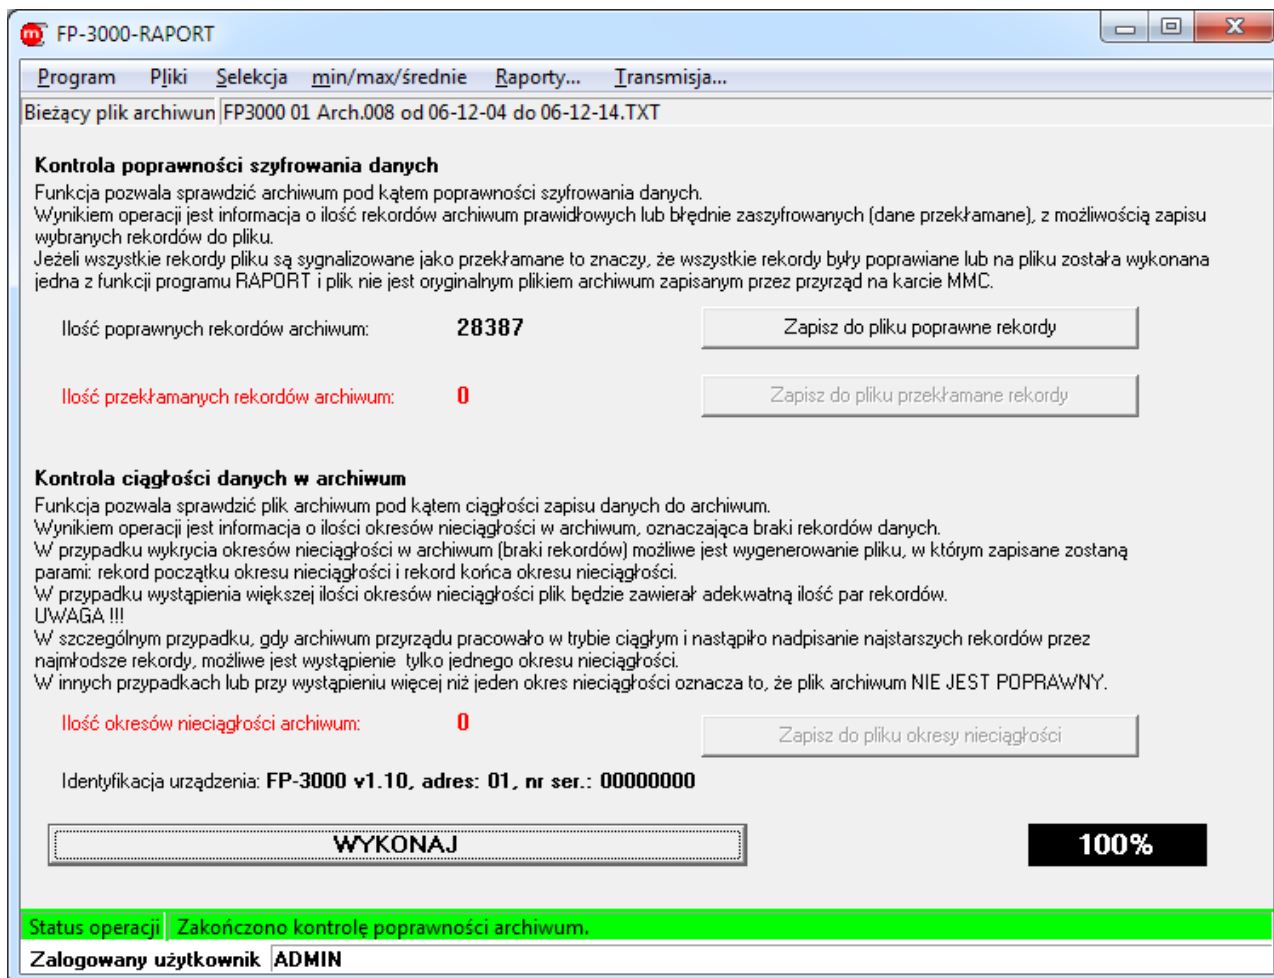 FP-3000-RAPORT
Program Pliki Selekcja min/max/średnie Raporty... Transmisja...
Bieżący plik archiwun FP3000 01 Arch.008 od 06-12-04 do 06-12-14.TXT
Kontrola poprawności szyfrowania danych
Funkcja pozwala sprawdzić archiwum pod kątem poprawności szyfrowania danych.
Wynikiem operacji jest informacja o ilość rekordów archiwum prawidłowych lub błędnie zaszyfrowanych (dane przekłamane), z możliwością zapisu
wybranych rekordów do pliku.
Jeżeli wszystkie rekordy pliku są sygnalizowane jako przekłamane to znaczy, że wszystkie rekordy były poprawiane lub na pliku została wykonana
jedna z funkcji programu RAPORT i plik nie jest oryginalnym plikiem archiwum zapisanym przez przyrząd na karcie MMC.
Ilość poprawnych rekordów archiwum: 28387 Zapisz do pliku poprawne rekordy
Ilość przekłamanych rekordów archiwum: 0 Zapisz do pliku przekłamane rekordy
Kontrola ciągłości danych w archiwum
Funkcja pozwala sprawdzić plik archiwum pod kątem ciągłości zapisu danych do archiwum.
Wynikiem operacji jest informacja o ilości okresów nieciągłości w archiwum, oznaczająca braki rekordów danych.
W przypadku wykrycia okresów nieciągłości w archiwum (braki rekordów) możliwe jest wygenerowanie pliku, w którym zapisane zostaną
parami: rekord początku okresu nieciągłości i rekord końca okresu nieciągłości.
W przypadku wystąpienia większej ilości okresów nieciągłości plik będzie zawierał adekwatną ilość par rekordów.
UWAGA !!!
W szczególnym przypadku, gdy archiwum przyrządu pracowało w trybie ciągłym i nastąpiło nadpisanie najstarszych rekordów przez
najmłodsze rekordy, możliwe jest wystąpienie tylko jednego okresu nieciągłości.
W innych przypadkach lub przy wystąpieniu więcej niż jeden okres nieciągłości oznacza to, że plik archiwum NIE JEST POPRAWNY.
Ilość okresów nieciągłości archiwum: 0 Zapisz do pliku okresy nieciągłości
Identyfikacja urządzenia: FP-3000 v1.10, adres: 01, nr ser.: 00000000
WYKONAJ 100%
Status operacji Zakończono kontrolę poprawności archiwum.
Zalogowany użytkownik ADMIN